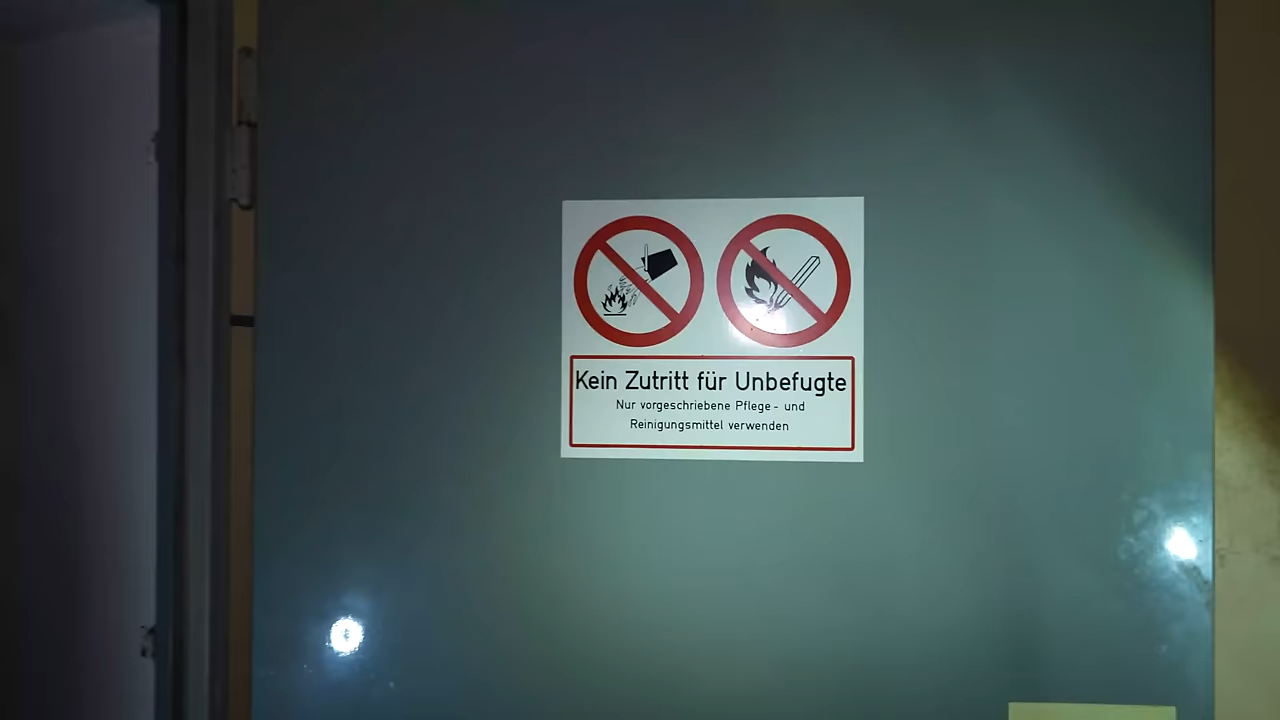 Kein Zutritt für Unbefugte
Nur vorgeschriebene Pflege - und
Reinigungsmittel verwenden